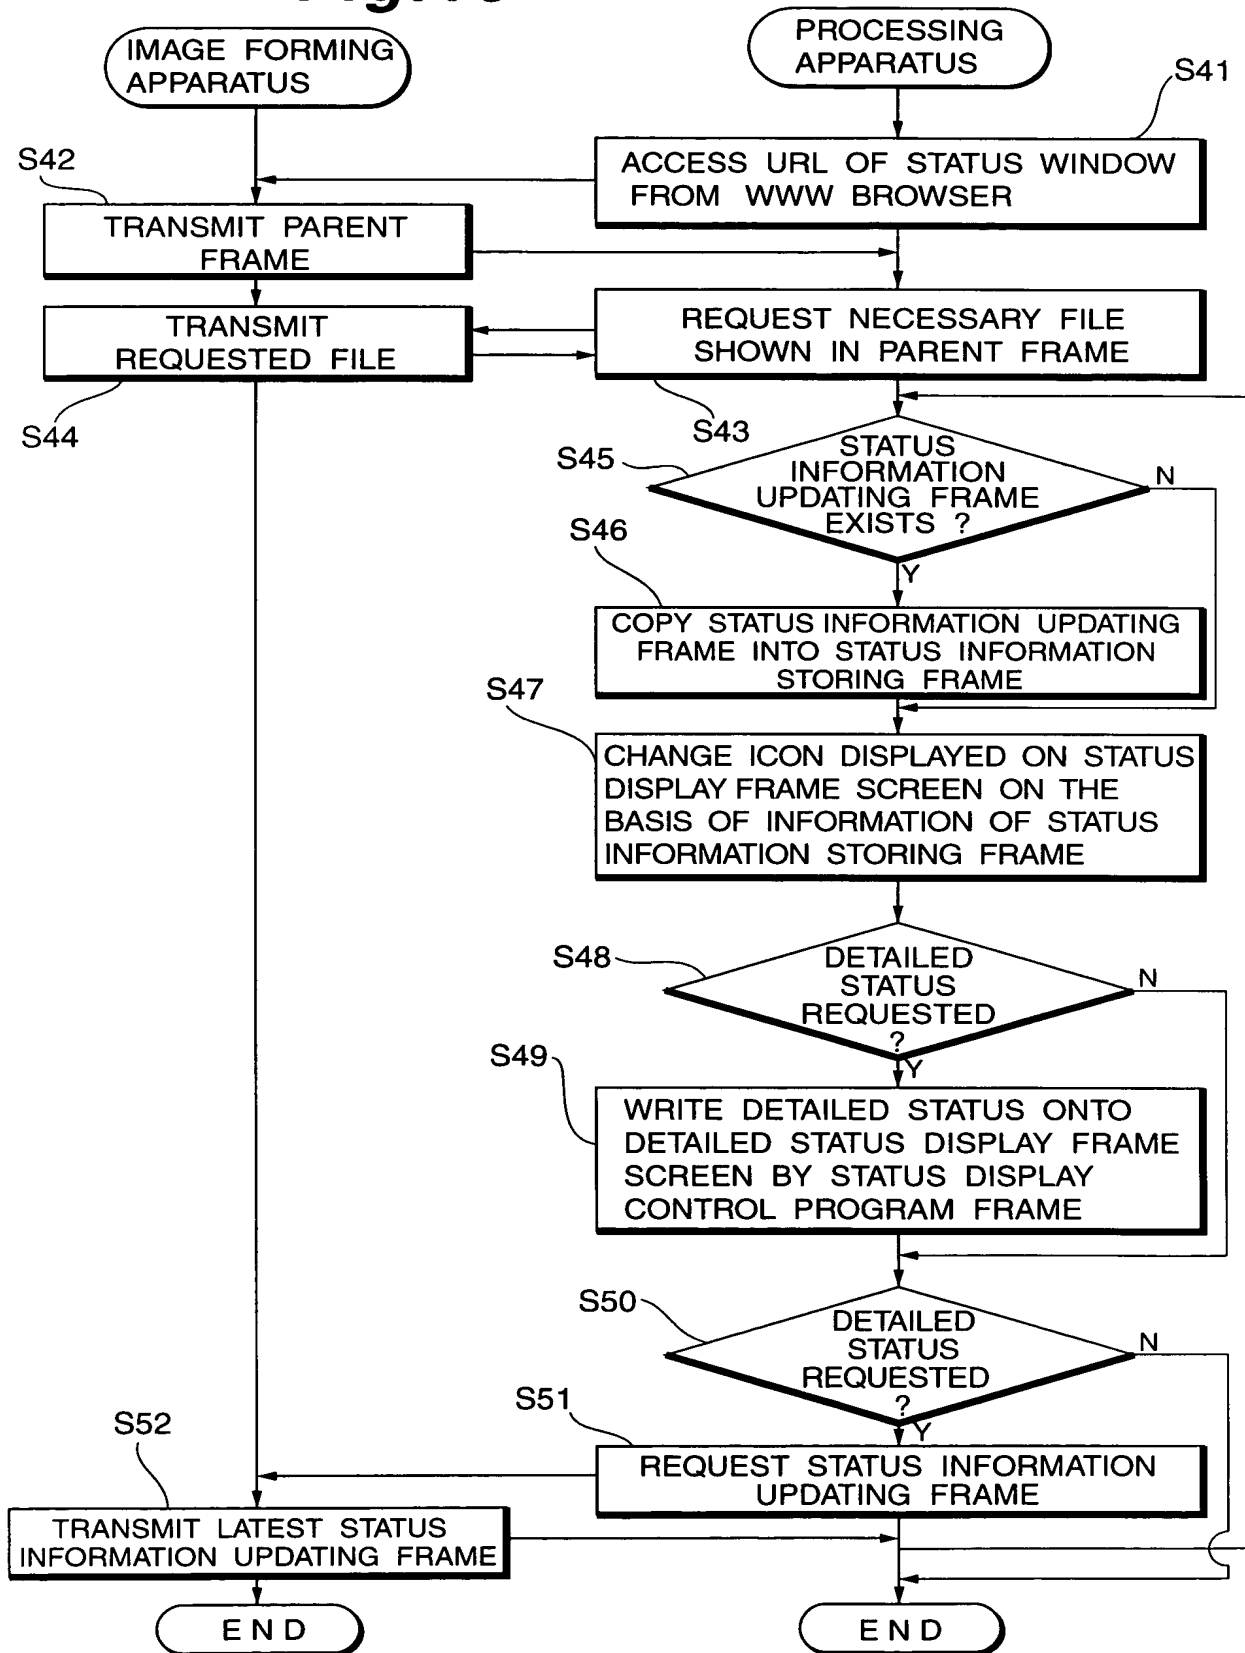 IMAGE FORMING
APPARATUS
PROCESSING
APPARATUS
S41
ACCESS URL OF STATUS WINDOW
FROM WWW BROWSER
S42
TRANSMIT PARENT
FRAME
TRANSMIT
REQUESTED FILE
REQUEST NECESSARY FILE
SHOWN IN PARENT FRAME
S44
S43
S45
STATUS
INFORMATION
UPDATING FRAME
EXISTS ?
N
Y
S46
COPY STATUS INFORMATION UPDATING
FRAME INTO STATUS INFORMATION
STORING FRAME
S47
CHANGE ICON DISPLAYED ON STATUS
DISPLAY FRAME SCREEN ON THE
BASIS OF INFORMATION OF STATUS
INFORMATION STORING FRAME
S48
DETAILED
STATUS
REQUESTED
?
N
Y
S49
WRITE DETAILED STATUS ONTO
DETAILED STATUS DISPLAY FRAME
SCREEN BY STATUS DISPLAY
CONTROL PROGRAM FRAME
S50
DETAILED
STATUS
REQUESTED
?
N
Y
S51
REQUEST STATUS INFORMATION
UPDATING FRAME
S52
TRANSMIT LATEST STATUS
INFORMATION UPDATING FRAME
END
END